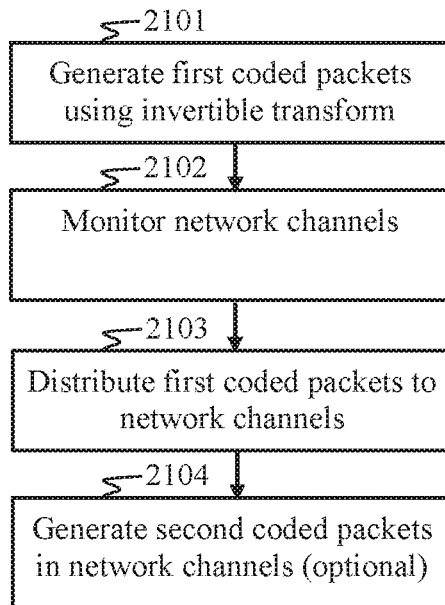 2101
Generate first coded packets
using invertible transform
2102
Monitor network channels
2103
Distribute first coded packets to
network channels
2104
Generate second coded packets
in network channels (optional)